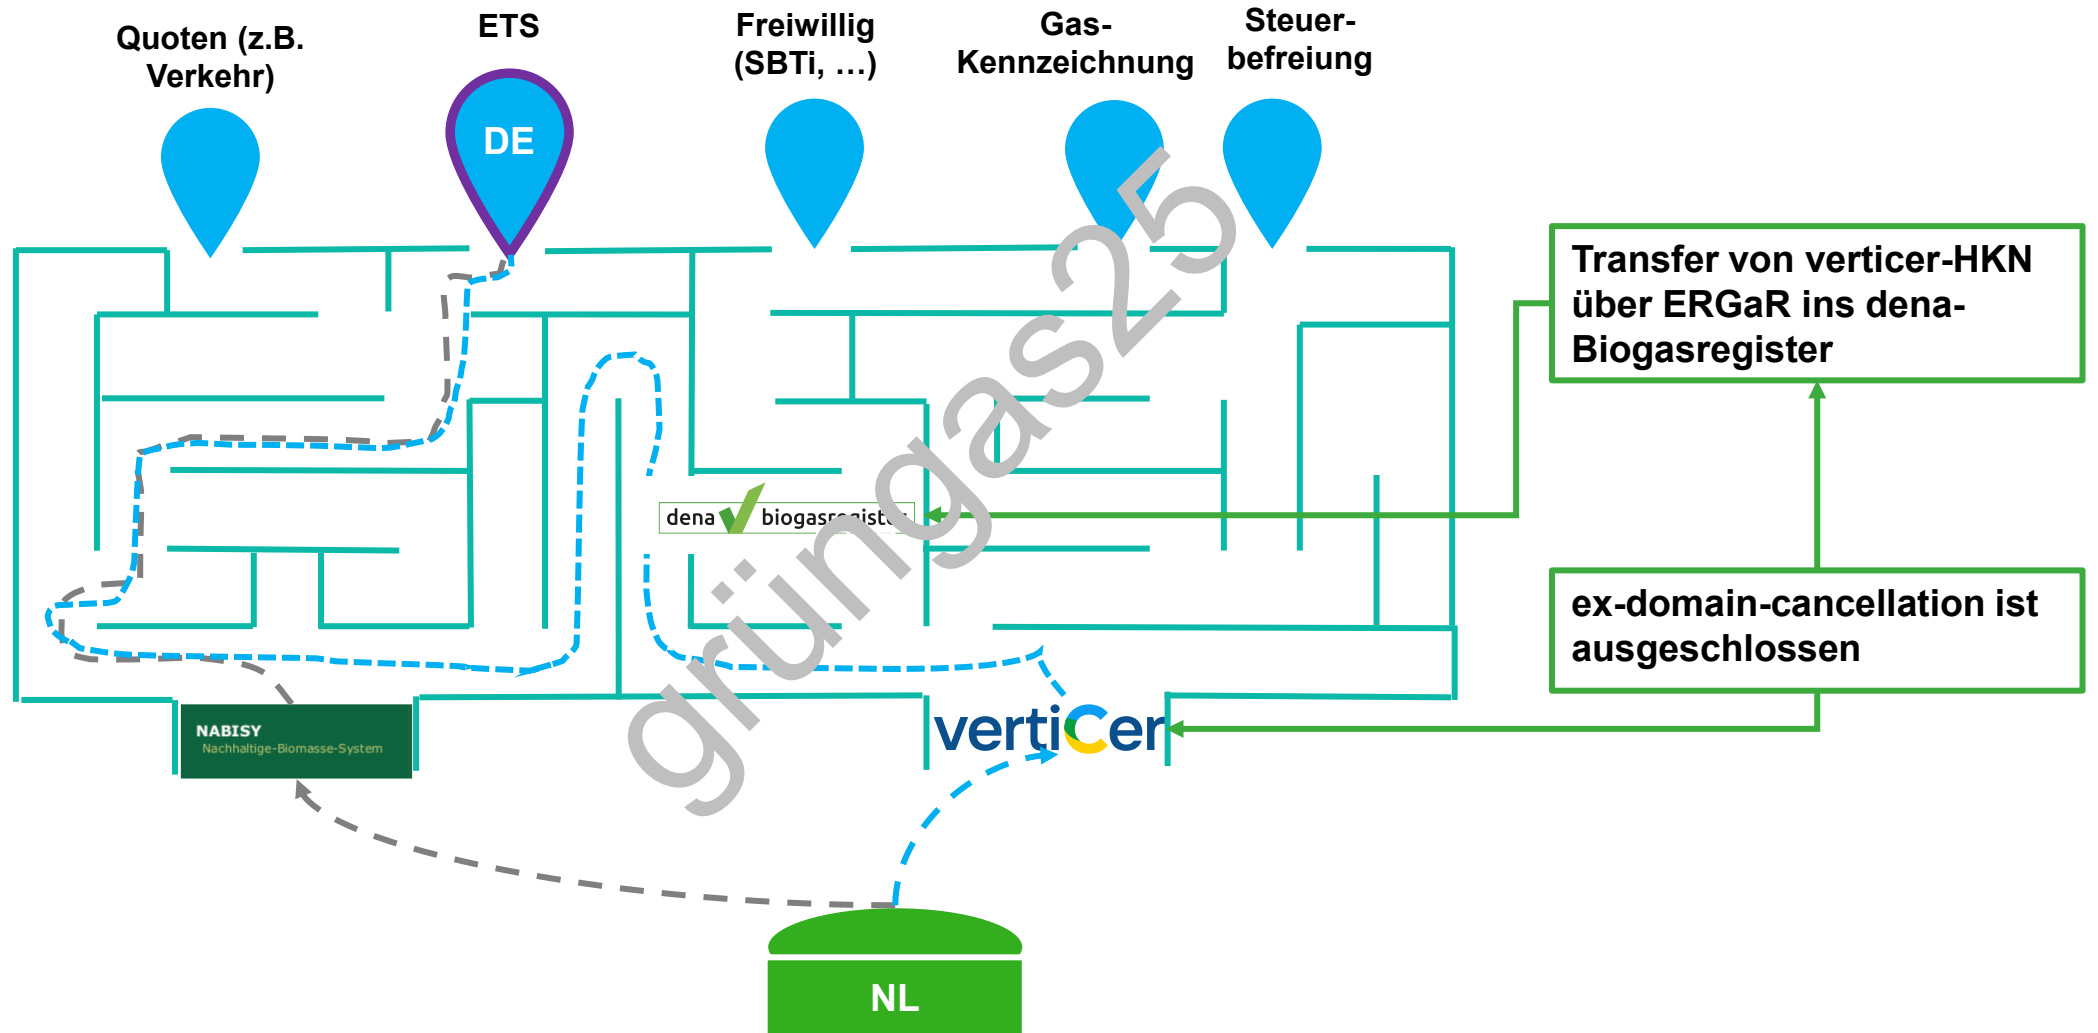 Quoten (z.B.
Verkehr)
ETS
Freiwillig
(SBTi, …)
Gas-
Kennzeichnung
Steuer-
befreiung
DE
Transfer von verticer-HKN
über ERGaR ins dena-
Biogasregister
dena biogasregister
ex-domain-cancellation ist
ausgeschlossen
NABISY
Nachhaltige-Biomasse-System
vertiCer
NL
grüngas25